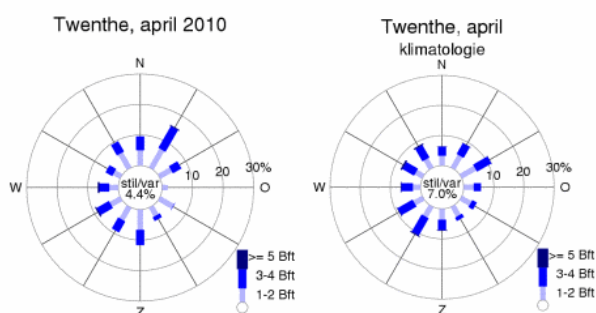 Twenthe, april 2010
N
W
O
Z
stil/var
4.4%
10
20
30%
>= 5 Bft
3-4 Bft
1-2 Bft
Twenthe, april
klimatologie
N
W
O
Z
stil/var
7.0%
10
20
30%
>= 5 Bft
3-4 Bft
1-2 Bft